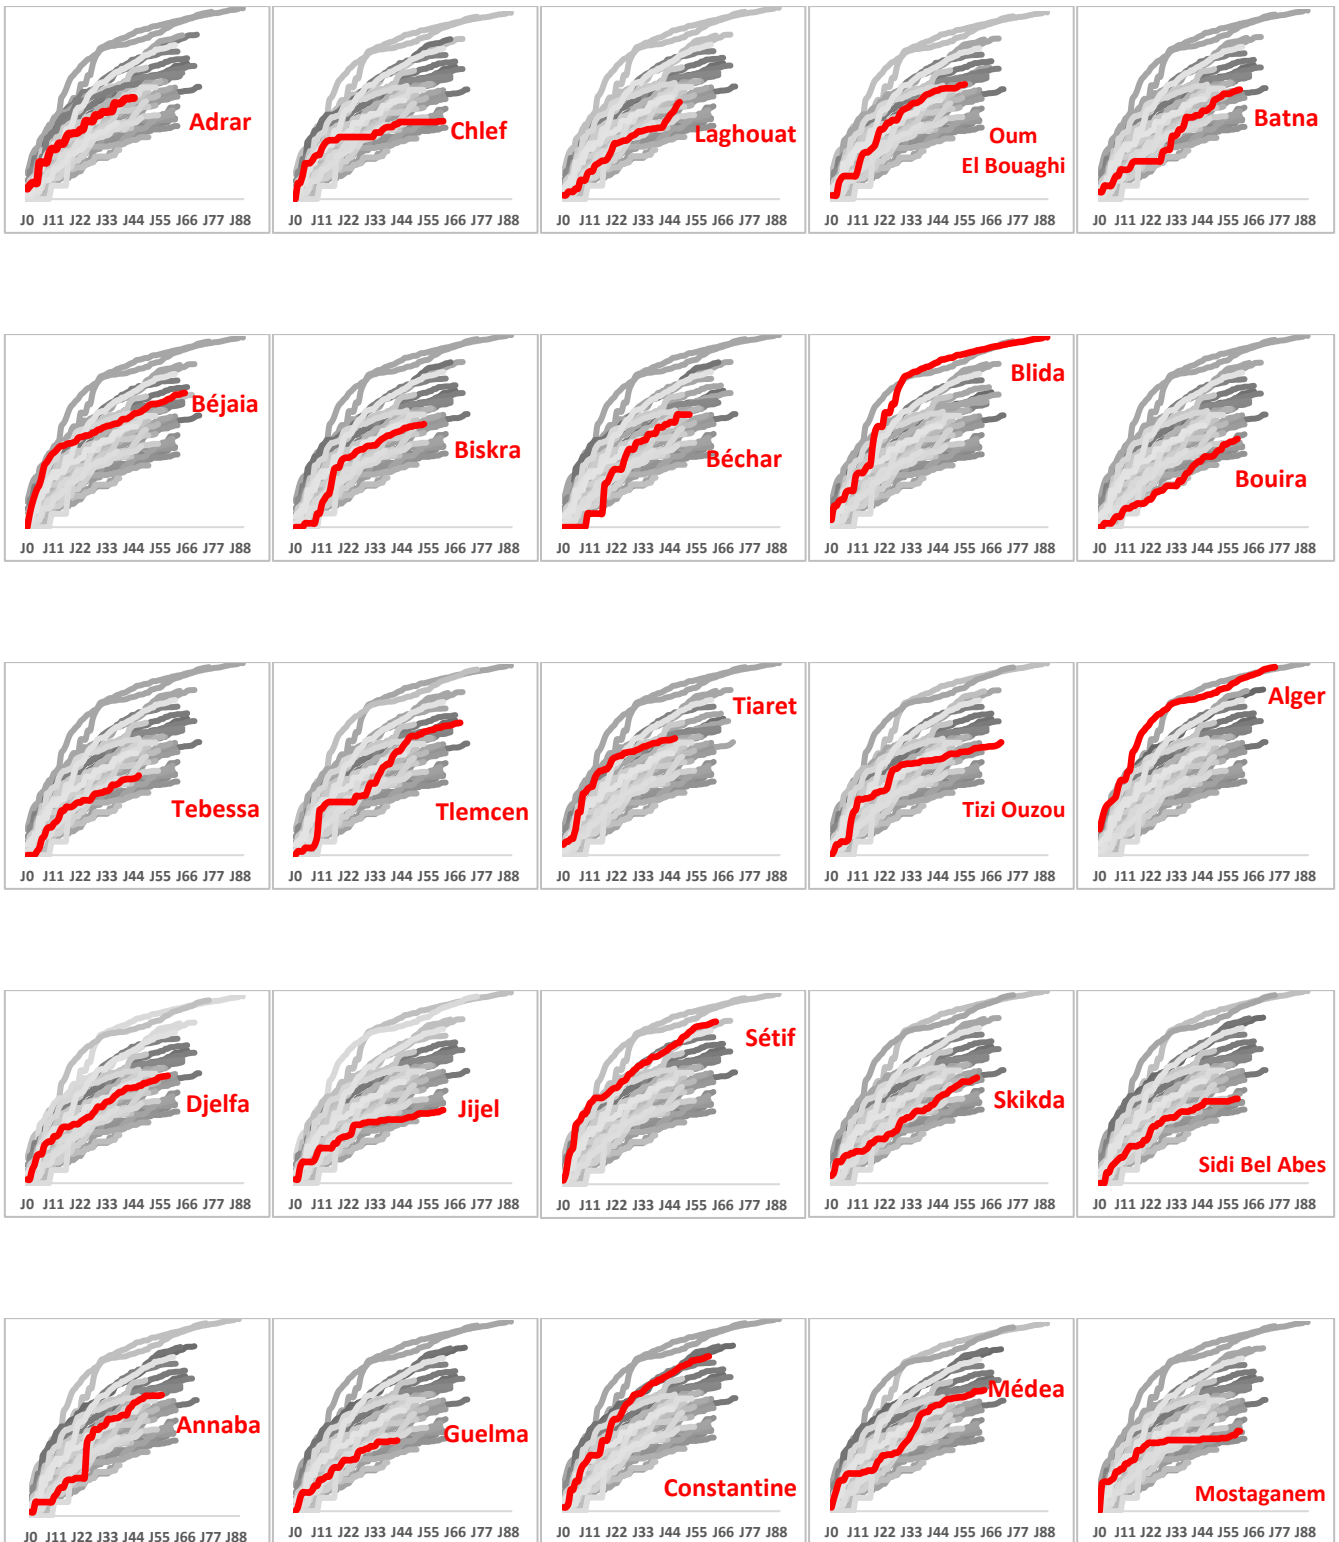 Adrar
J0 J11 J22 J33 J44 J55 J66 J77 J88
Chlef
J0 J11 J22 J33 J44 J55 J66 J77 J88
Laghouat
J0 J11 J22 J33 J44 J55 J66 J77 J88
Oum
El Bouaghi
J0 J11 J22 J33 J44 J55 J66 J77 J88
Batna
J0 J11 J22 J33 J44 J55 J66 J77 J88
Béjaia
J0 J11 J22 J33 J44 J55 J66 J77 J88
Biskra
J0 J11 J22 J33 J44 J55 J66 J77 J88
Béchar
J0 J11 J22 J33 J44 J55 J66 J77 J88
Blida
J0 J11 J22 J33 J44 J55 J66 J77 J88
Bouira
J0 J11 J22 J33 J44 J55 J66 J77 J88
Tebessa
J0 J11 J22 J33 J44 J55 J66 J77 J88
Tlemcen
J0 J11 J22 J33 J44 J55 J66 J77 J88
Tiaret
J0 J11 J22 J33 J44 J55 J66 J77 J88
Tizi Ouzou
J0 J11 J22 J33 J44 J55 J66 J77 J88
Alger
J0 J11 J22 J33 J44 J55 J66 J77 J88
Djelfa
J0 J11 J22 J33 J44 J55 J66 J77 J88
Jijel
J0 J11 J22 J33 J44 J55 J66 J77 J88
Sétif
J0 J11 J22 J33 J44 J55 J66 J77 J88
Skikda
J0 J11 J22 J33 J44 J55 J66 J77 J88
Sidi Bel Abes
J0 J11 J22 J33 J44 J55 J66 J77 J88
Annaba
J0 J11 J22 J33 J44 J55 J66 J77 J88
Guelma
J0 J11 J22 J33 J44 J55 J66 J77 J88
Constantine
J0 J11 J22 J33 J44 J55 J66 J77 J88
Médea
J0 J11 J22 J33 J44 J55 J66 J77 J88
Mostaganem
J0 J11 J22 J33 J44 J55 J66 J77 J88